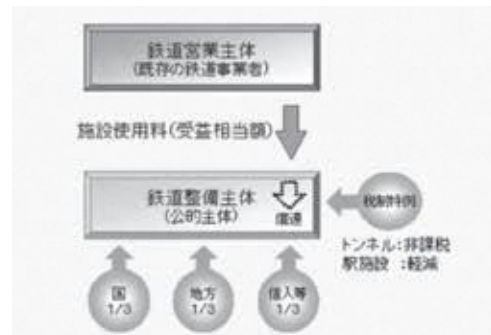 鉄道営業主体
(既存の鉄道事業者)
施設使用料(受益相当額)
鉄道整備主体
(公的主体)
償還
税制特例
トンネル:非課税
駅施設 :軽減
国
1/3
地方
1/3
借入等
1/3